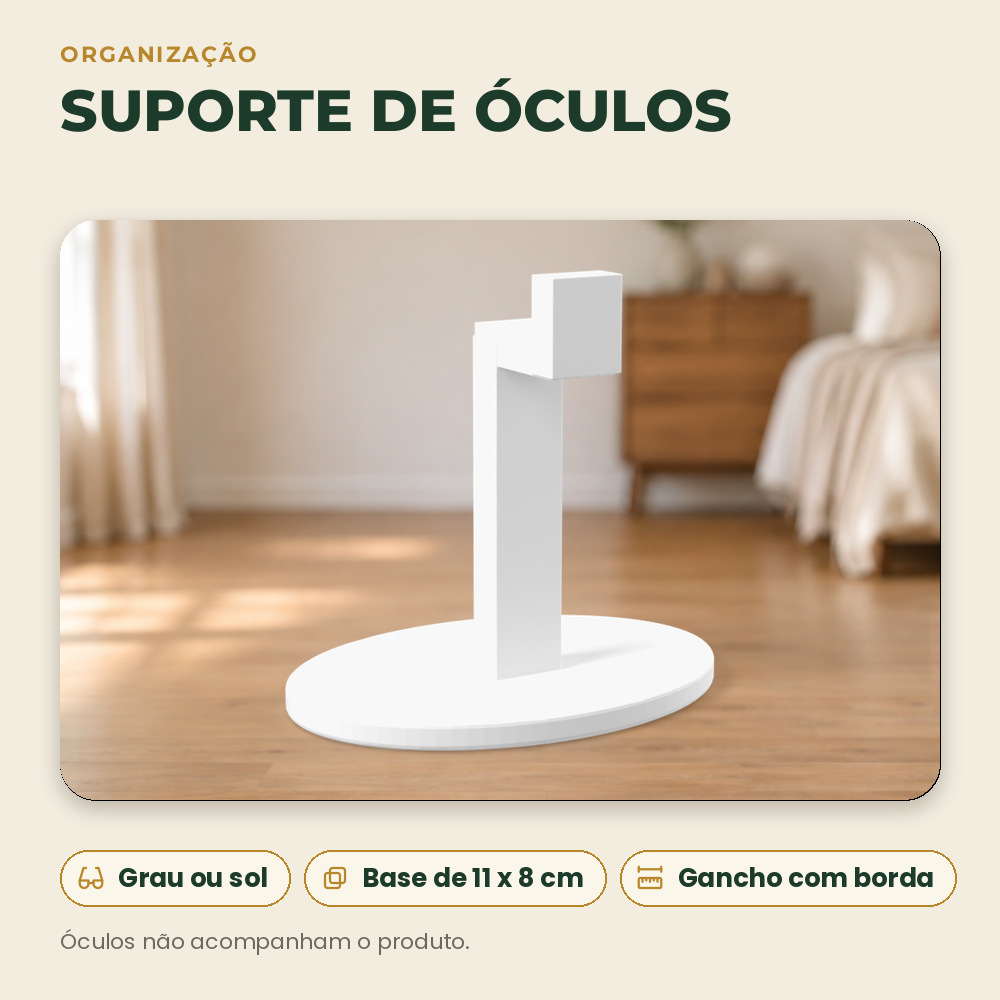 ORGANIZAÇÃO
SUPORTE DE ÓCULOS
Grau ou sol
Base de 11 x 8 cm
Gancho com borda
Óculos não acompanham o produto.